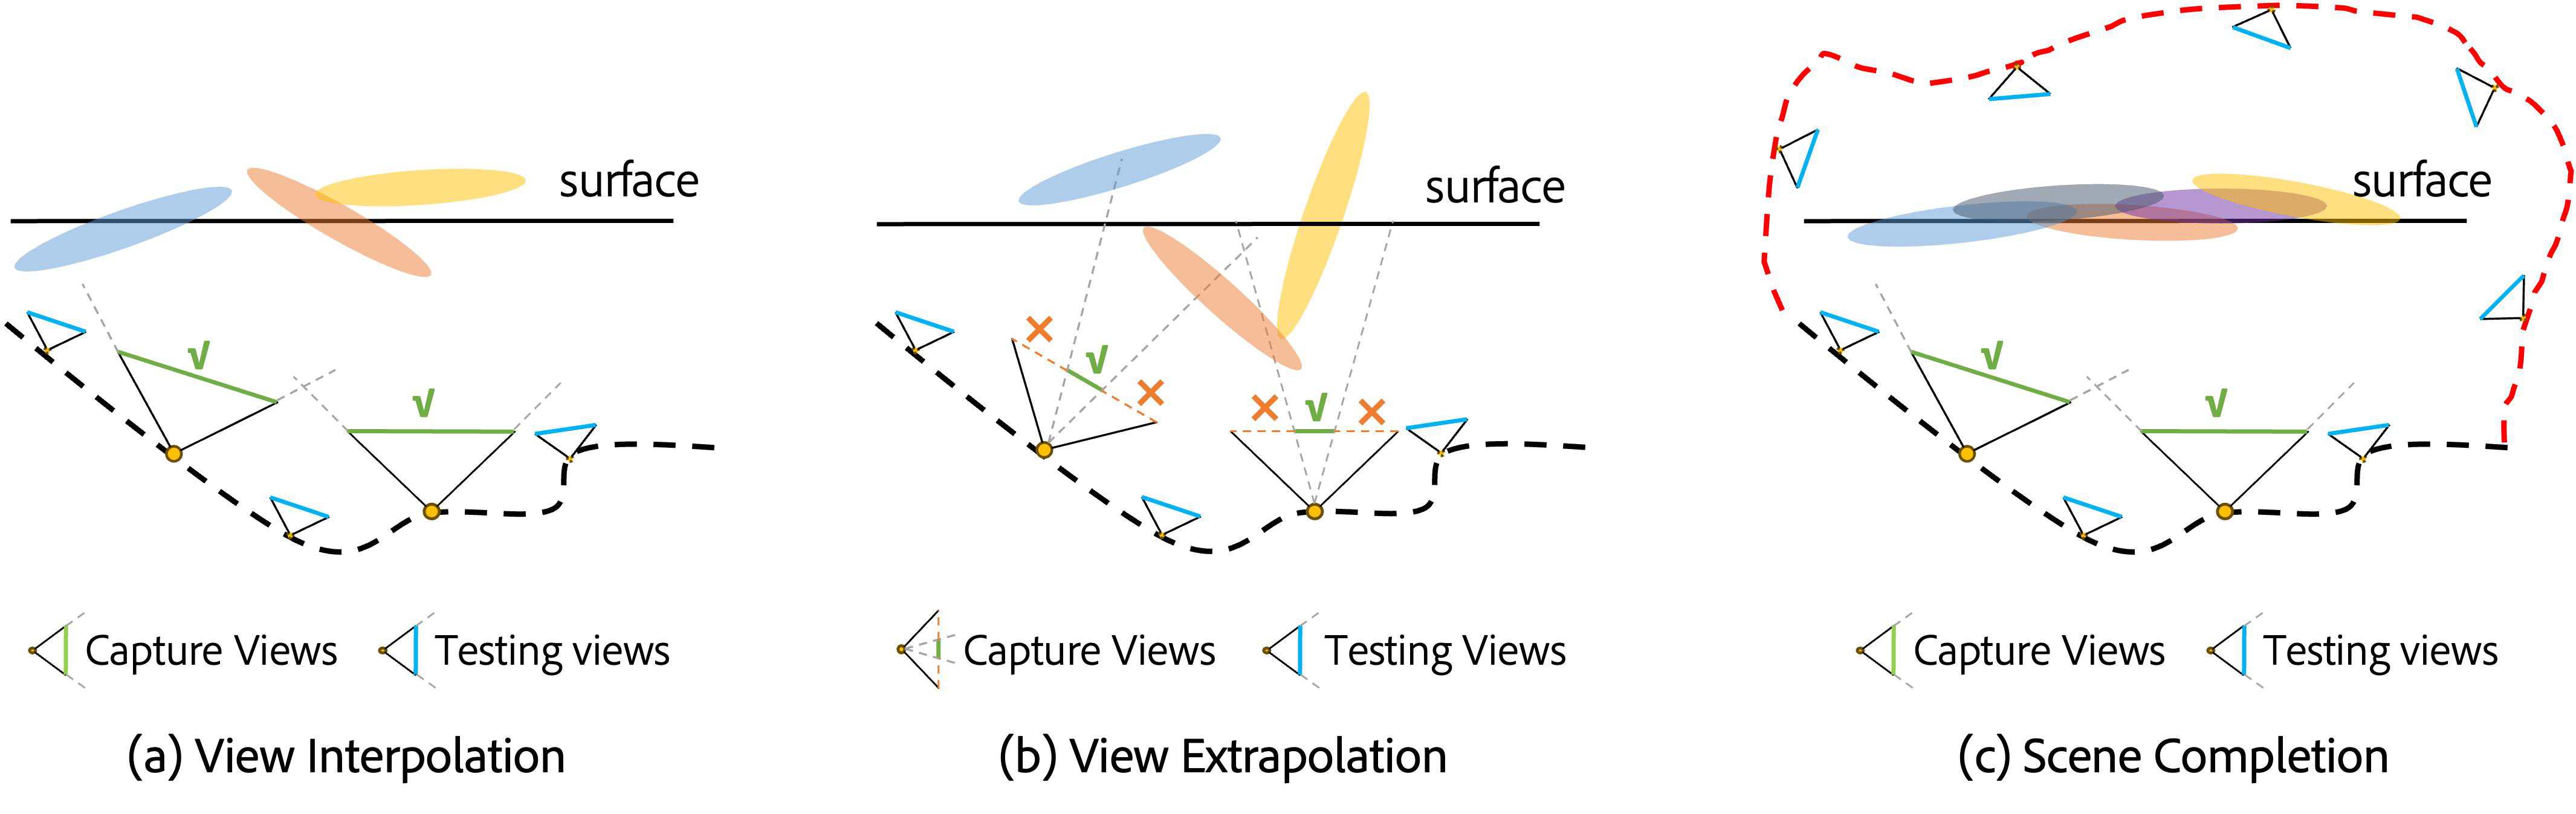 surface
surface
surface
√
√
× √ ×
× √ ×
√
√
Capture Views Testing views
Capture Views Testing Views
Capture Views Testing views
(a) View Interpolation
(b) View Extrapolation
(c) Scene Completion